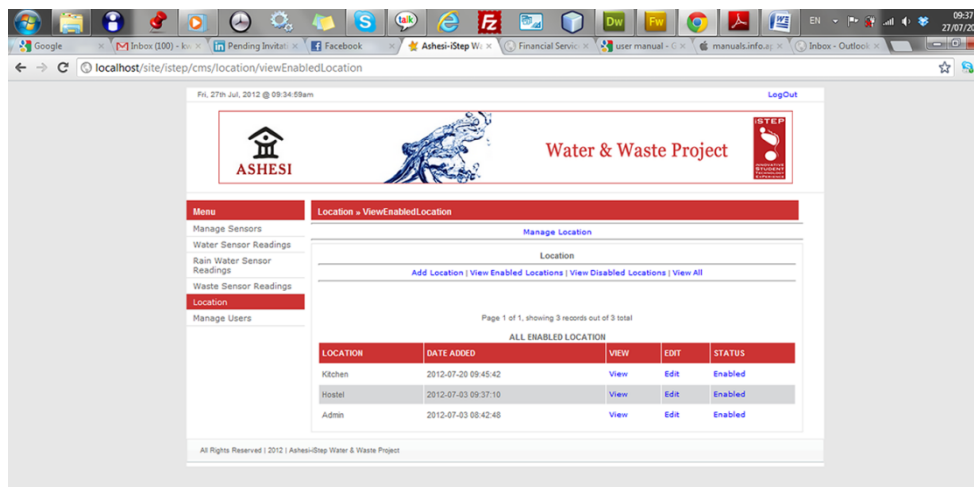 EN
09:37
27/07/20
Google
Inbox (100) - k
Pending Invitat
Facebook
Ashesi-iStep W
Financial Servic
user manual - G
manuals.info.ap
Inbox - Outlook
localhost/site/istep/cms/location/viewEnabledLocation
Fri, 27th Jul, 2012 @ 09:34:59am
LogOut
ASHESI
Water & Waste Project
iSTEP
INNOVATIVE
STUDENT
TECHNOLOGY
EXPERIENCE
Menu
Manage Sensors
Water Sensor Readings
Rain Water Sensor
Readings
Waste Sensor Readings
Location
Manage Users
Location » ViewEnabledLocation
Manage Location
Location
Add Location | View Enabled Locations | View Disabled Locations | View All
Page 1 of 1, showing 3 records out of 3 total
ALL ENABLED LOCATION
LOCATION DATE ADDED VIEW EDIT STATUS
Kitchen 2012-07-20 09:45:42 View Edit Enabled
Hostel 2012-07-03 09:37:10 View Edit Enabled
Admin 2012-07-03 08:42:48 View Edit Enabled
All Rights Reserved | 2012 | Ashesi-iStep Water & Waste Project